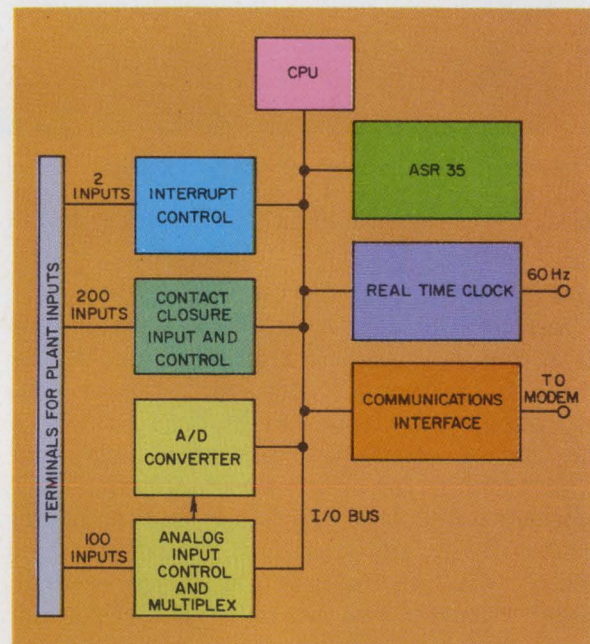 CPU
ASR 35
2
INPUTS
INTERRUPT
CONTROL
TERMINALS FOR PLANT INPUTS
REAL TIME CLOCK
60 Hz
200
INPUTS
CONTACT
CLOSURE
INPUT AND
CONTROL
COMMUNICATIONS
INTERFACE
TO
MODEM
A/D
CONVERTER
I/O BUS
100
INPUTS
ANALOG
INPUT
CONTROL
AND
MULTIPLEX